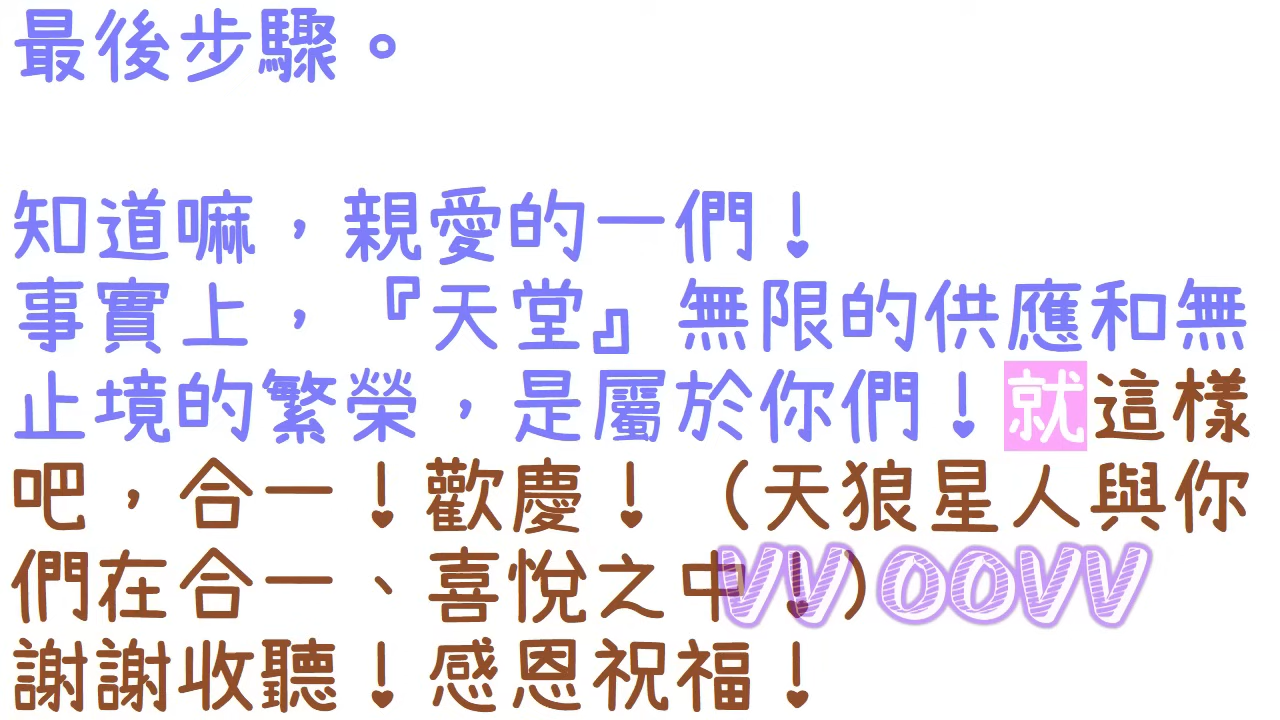 最後步驟。
知道嘛，親愛的一們！
事實上，『天堂』無限的供應和無
止境的繁榮，是屬於你們！就這樣
吧，合一！歡慶！（天狼星人與你
們在合一、喜悅之中！）
VV OOVV
謝謝收聽！感恩祝福！